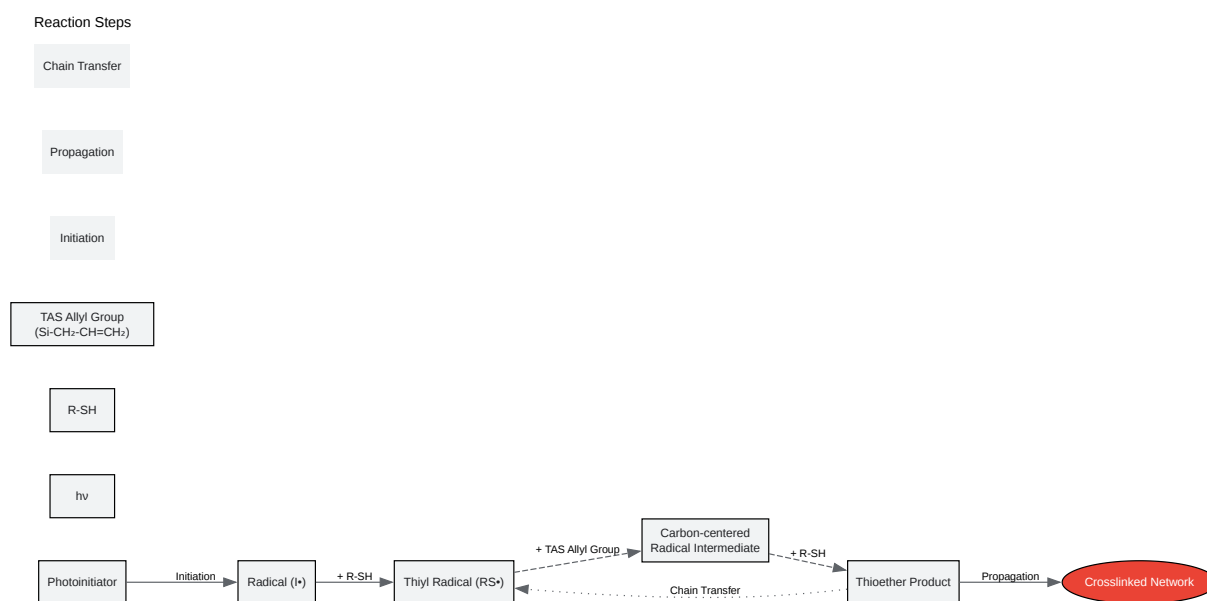 Reaction Steps
Chain Transfer
Propagation
Initiation
TAS Allyl Group
(Si-CH₂-CH=CH₂)
R-SH
hν
Photoinitiator
Initiation
Radical (I•)
+ R-SH
Thiyl Radical (RS•)
+ TAS Allyl Group
Carbon-centered
Radical Intermediate
+ R-SH
Chain Transfer
Thioether Product
Propagation
Crosslinked Network